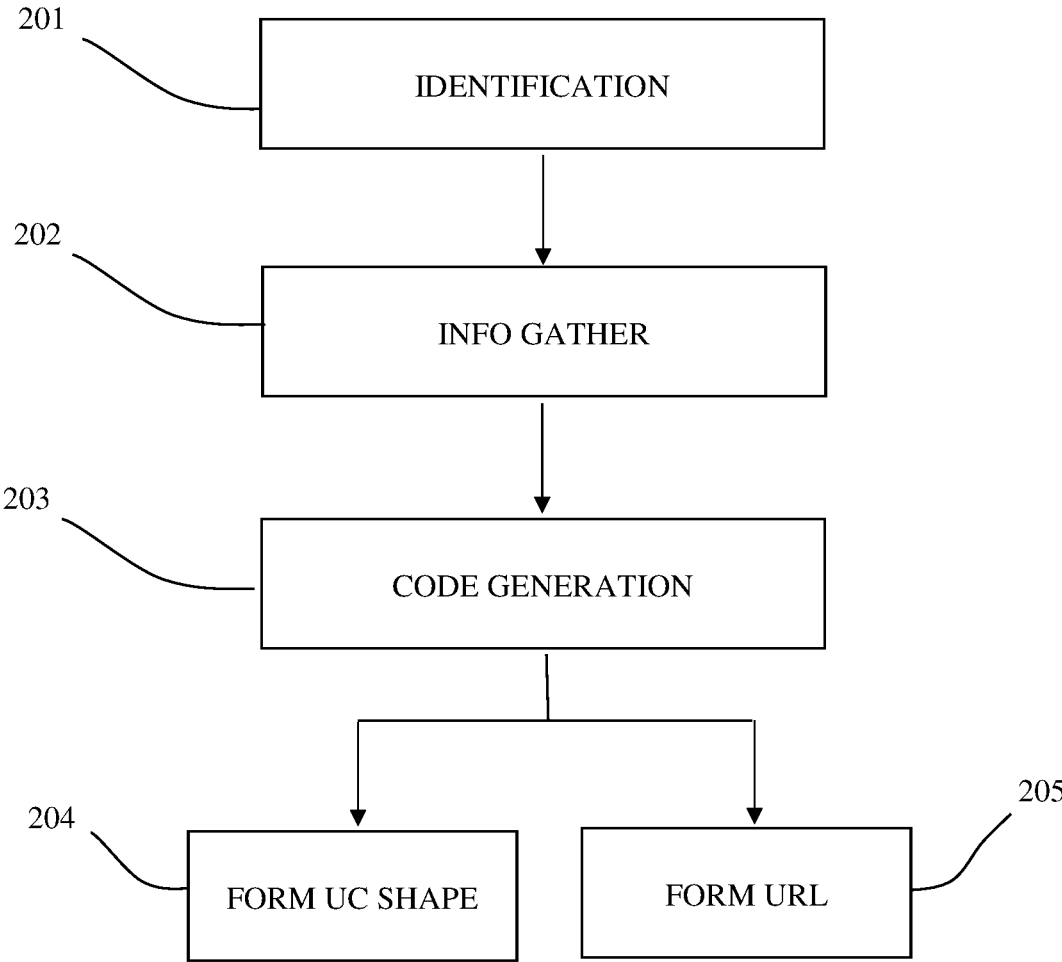 201
IDENTIFICATION
202
INFO GATHER
203
CODE GENERATION
204
205
FORM UC SHAPE
FORM URL